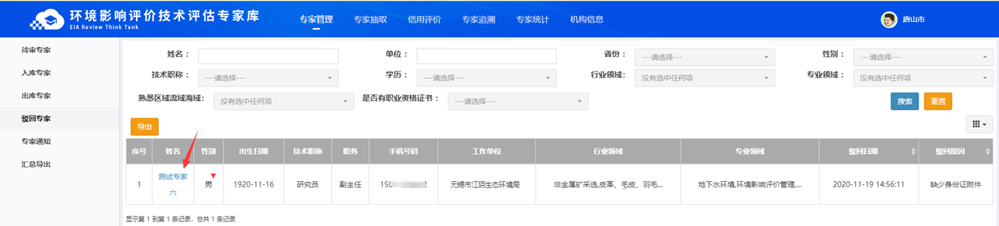 环境影响评价技术评估专家库
EIA Review Think Tank
专家管理 专家抽取 信用评价 专家追溯 专家统计 机构信息 唐山市
待审专家
入库专家
出库专家
驳回专家
专家通知
汇总导出
姓名： 单位： 省份： ---请选择--- 性别： ---请选择---
技术职称： ---请选择--- 学历： ---请选择--- 行业领域： 没有选中任何项 专业领域： 没有选中任何项
熟悉区域流域海域： 没有选中任何项 是否有职业资格证书： ---请选择--- 搜索 重置
导出
序号 姓名 性别 出生日期 技术职称 职务 手机号码 工作单位 行业领域 专业领域 驳回日期 驳回原因
1 测试专家六 男 1920-11-16 研究员 副主任 150 2 无锡市江阴生态环境局 非金属矿采选,皮革、毛皮、羽毛... 地下水环境,环境影响评价管理,... 2020-11-19 14:56:11 缺少身份证附件
显示第 1 到第 1 条记录，总共 1 条记录